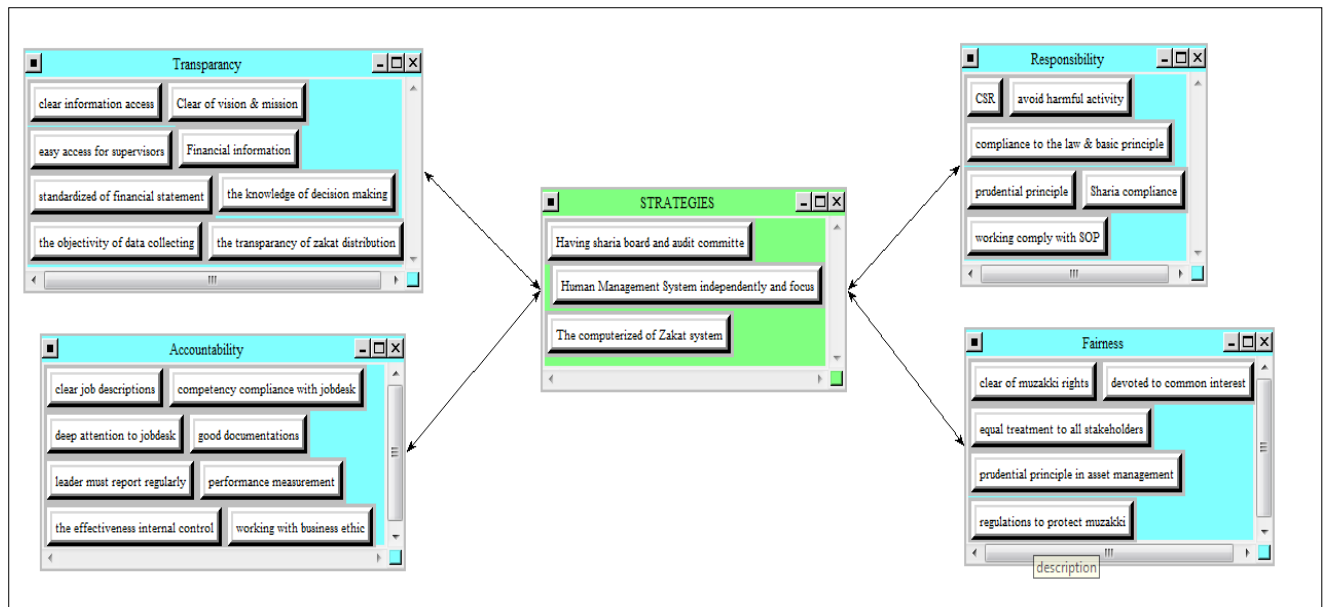 Transparancy
clear information access
Clear of vision & mission
easy access for supervisors
Financial information
standardized of financial statement
the knowledge of decision making
the objectivity of data collecting
the transparancy of zakat distribution
Accountability
clear job descriptions
competency compliance with jobdesk
deep attention to jobdesk
good documentations
leader must report regularly
performance measurement
the effectiveness internal control
working with business ethic
STRATEGIES
Having sharia board and audit committe
Human Management System independently and focus
The computerized of Zakat system
Responsibility
CSR
avoid harmful activity
compliance to the law & basic principle
prudential principle
Sharia compliance
working comply with SOP
Fairness
clear of muzakki rights
devoted to common interest
equal treatment to all stakeholders
prudential principle in asset management
regulations to protect muzakki
description